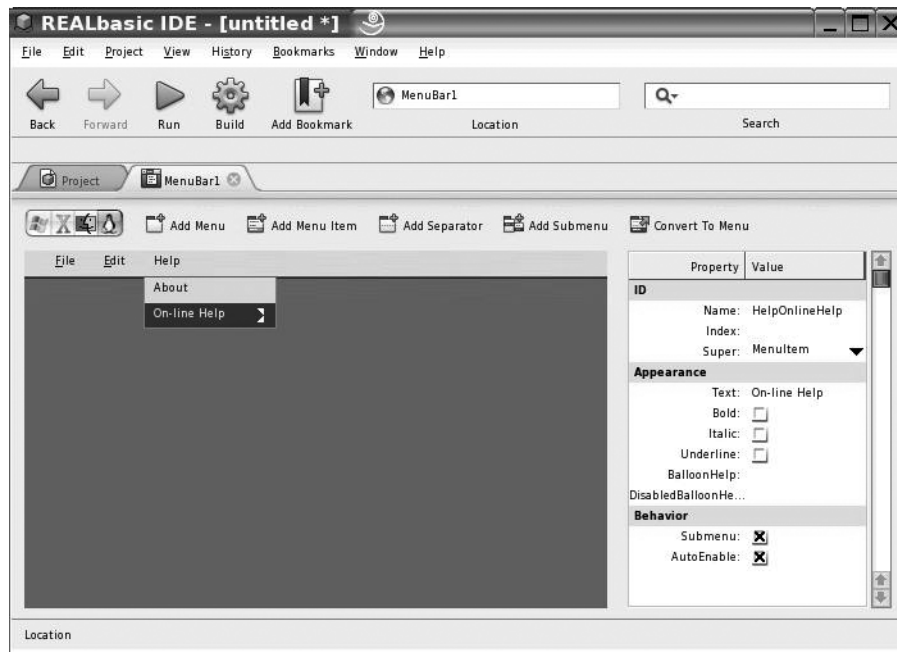 REALbasic IDE - [untitled *]
File Edit Project View History Bookmarks Window Help
MenuBar1
Back Forward Run Build Add Bookmark Location Search
Project MenuBar1
Add Menu Add Menu Item Add Separator Add Submenu Convert To Menu
File Edit Help
About
On-line Help
Property Value
ID
Name: HelpOnlineHelp
Index:
Super: MenuItem
Appearance
Text: On-line Help
Bold:
Italic:
Underline:
BalloonHelp:
DisabledBalloonHe...
Behavior
Submenu:
AutoEnable:
Location